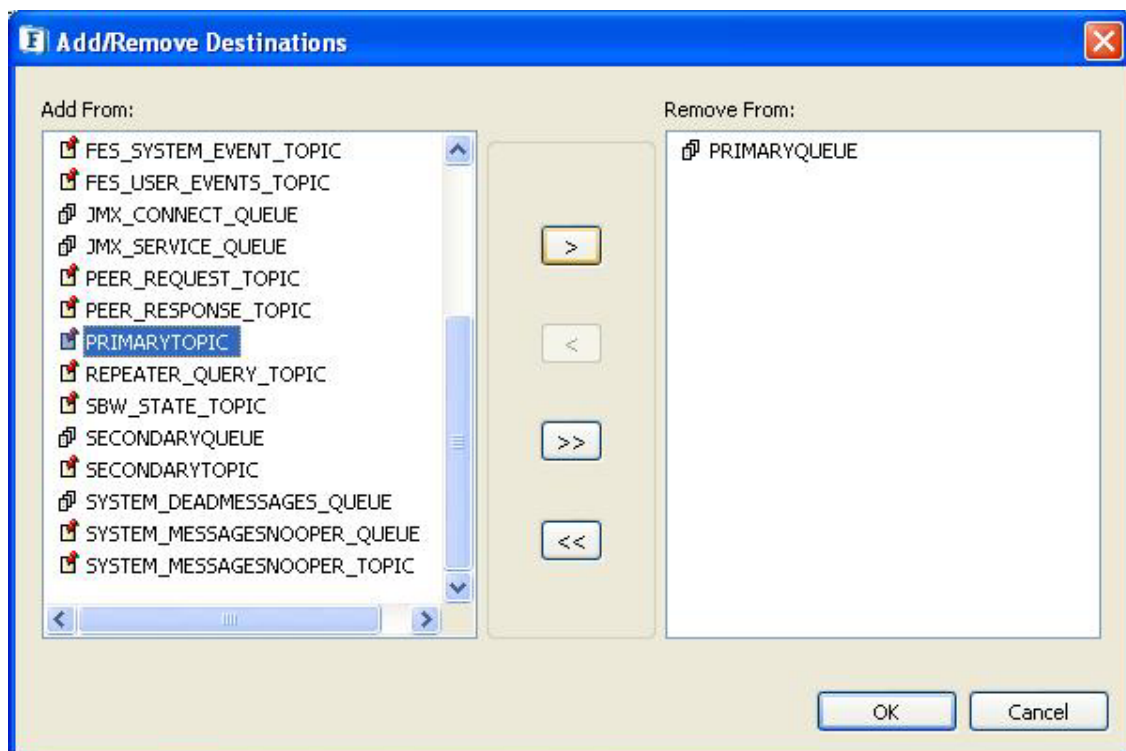 Add/Remove Destinations
Add From:
FES_SYSTEM_EVENT_TOPIC
FES_USER_EVENTS_TOPIC
JMX_CONNECT_QUEUE
JMX_SERVICE_QUEUE
PEER_REQUEST_TOPIC
PEER_RESPONSE_TOPIC
PRIMARYTOPIC
REPEATER_QUERY_TOPIC
SBW_STATE_TOPIC
SECONDARYQUEUE
SECONDARYTOPIC
SYSTEM_DEADMESSAGES_QUEUE
SYSTEM_MESSAGESNOOPER_QUEUE
SYSTEM_MESSAGESNOOPER_TOPIC
>
<
>>
<<
Remove From:
PRIMARYQUEUE
OK
Cancel